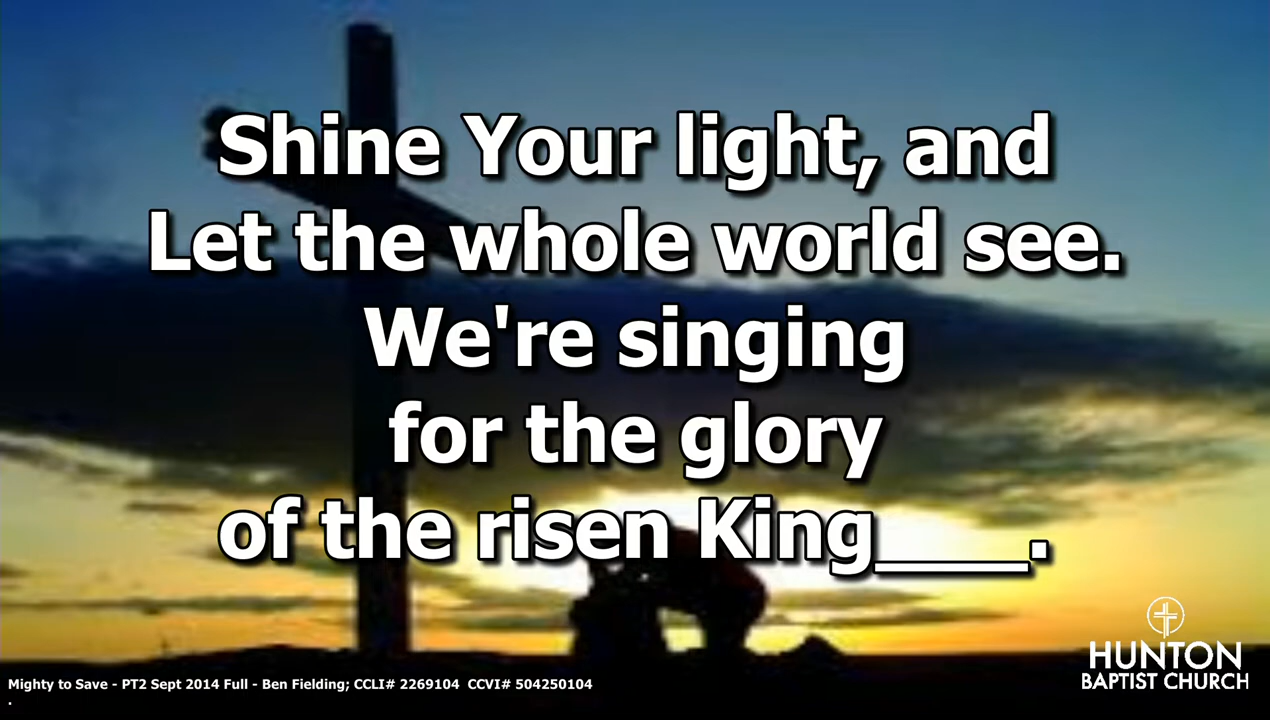 Shine Your light, and
Let the whole world see.
We're singing
for the glory
of the risen King___.
HUNTON
BAPTIST CHURCH
Mighty to Save - PT2 Sept 2014 Full - Ben Fielding; CCLI# 2269104 CCVI# 504250104
.